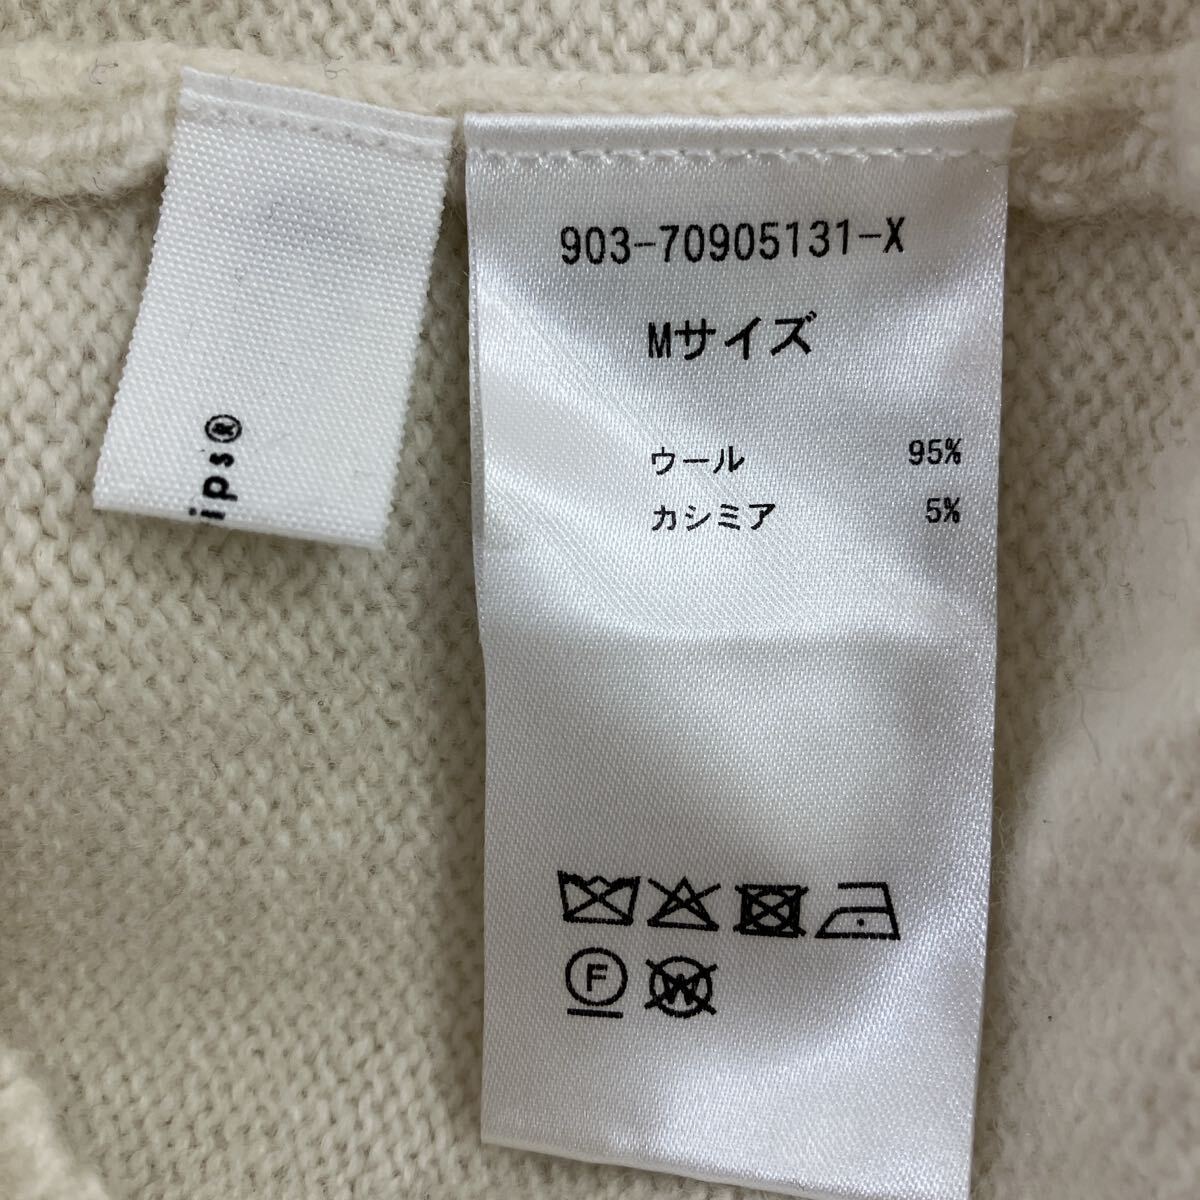 ips®
903-70905131-X
Mサイズ
ウール 95%
カシミア 5%
F
W